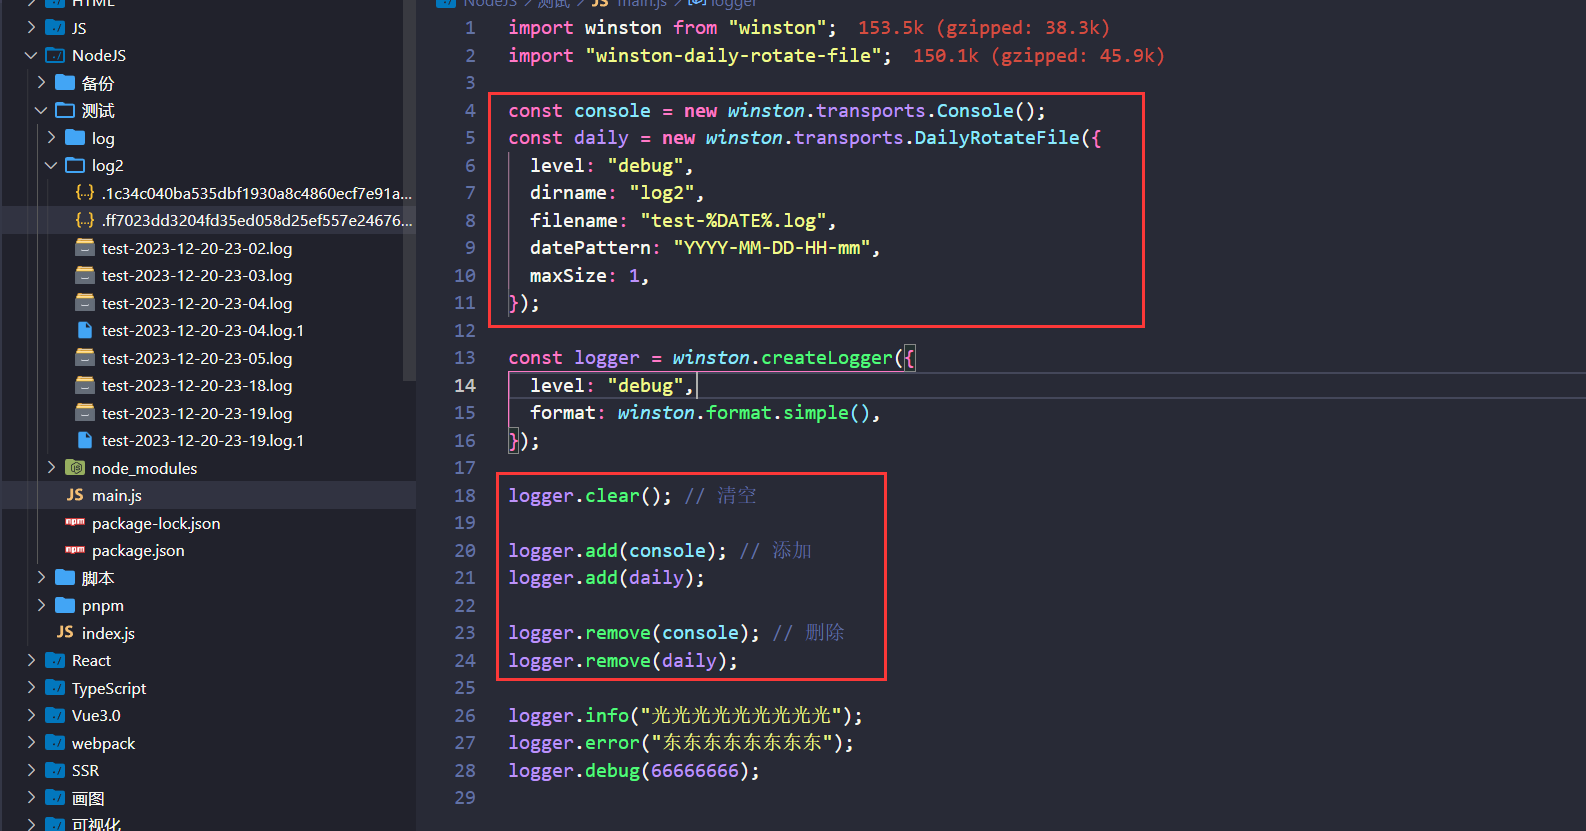 HTML
JS
NodeJS
备份
测试
log
log2
.1c34c040ba535dbf1930a8c4860ecf7e91a...
.ff7023dd3204fd35ed058d25ef557e24676...
test-2023-12-20-23-02.log
test-2023-12-20-23-03.log
test-2023-12-20-23-04.log
test-2023-12-20-23-04.log.1
test-2023-12-20-23-05.log
test-2023-12-20-23-18.log
test-2023-12-20-23-19.log
test-2023-12-20-23-19.log.1
node_modules
JS main.js
npm package-lock.json
npm package.json
脚本
pnpm
JS index.js
React
TypeScript
Vue3.0
webpack
SSR
画图
可视化
NodeJS > 测试 > JS main.js > logger
1 import winston from "winston"; 153.5k (gzipped: 38.3k)
2 import "winston-daily-rotate-file"; 150.1k (gzipped: 45.9k)
3
4 const console = new winston.transports.Console();
5 const daily = new winston.transports.DailyRotateFile({
6 level: "debug",
7 dirname: "log2",
8 filename: "test-%DATE%.log",
9 datePattern: "YYYY-MM-DD-HH-mm",
10 maxSize: 1,
11 });
12
13 const logger = winston.createLogger({
14 level: "debug",
15 format: winston.format.simple(),
16 });
17
18 logger.clear(); // 清空
19
20 logger.add(console); // 添加
21 logger.add(daily);
22
23 logger.remove(console); // 删除
24 logger.remove(daily);
25
26 logger.info("光光光光光光光光光");
27 logger.error("东东东东东东东东");
28 logger.debug(66666666);
29